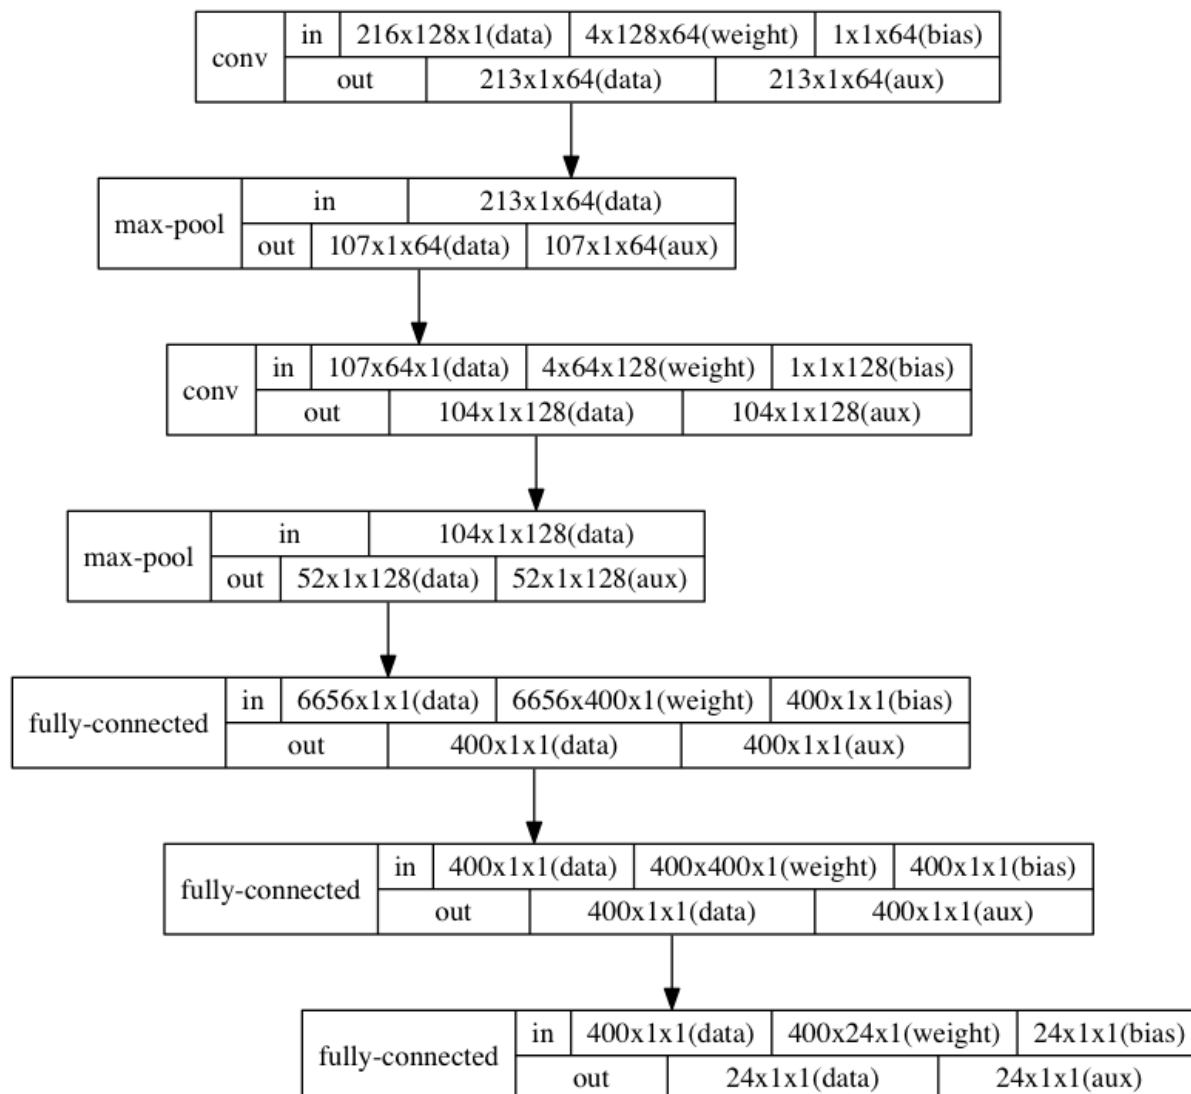 conv
in 216x128x1(data) 4x128x64(weight) 1x1x64(bias)
out 213x1x64(data) 213x1x64(aux)
max-pool
in 213x1x64(data)
out 107x1x64(data) 107x1x64(aux)
conv
in 107x64x1(data) 4x64x128(weight) 1x1x128(bias)
out 104x1x128(data) 104x1x128(aux)
max-pool
in 104x1x128(data)
out 52x1x128(data) 52x1x128(aux)
fully-connected
in 6656x1x1(data) 6656x400x1(weight) 400x1x1(bias)
out 400x1x1(data) 400x1x1(aux)
fully-connected
in 400x1x1(data) 400x400x1(weight) 400x1x1(bias)
out 400x1x1(data) 400x1x1(aux)
fully-connected
in 400x1x1(data) 400x24x1(weight) 24x1x1(bias)
out 24x1x1(data) 24x1x1(aux)